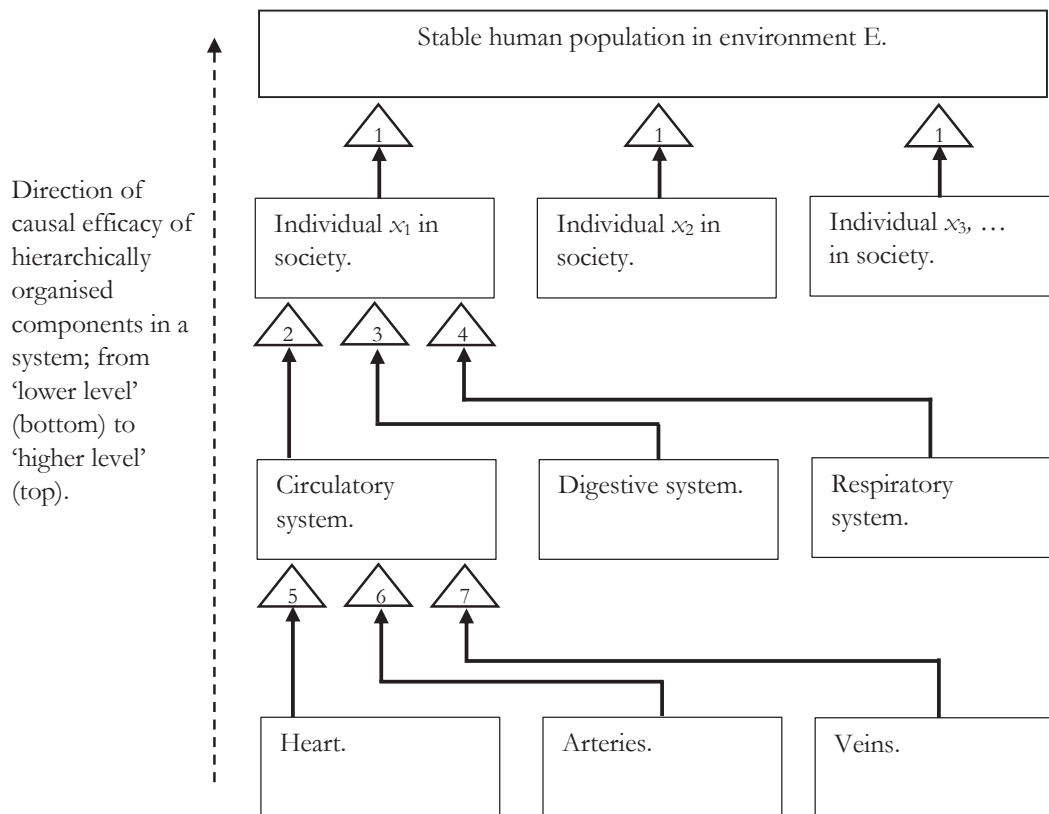 Stable human population in environment E.
1
1
1
Direction of
causal efficacy of
hierarchically
organised
components in a
system; from
‘lower level’
(bottom) to
‘higher level’
(top).
Individual x₁ in
society.
Individual x₂ in
society.
Individual x₃, …
in society.
2
3
4
Circulatory
system.
Digestive system.
Respiratory
system.
5
6
7
Heart.
Arteries.
Veins.